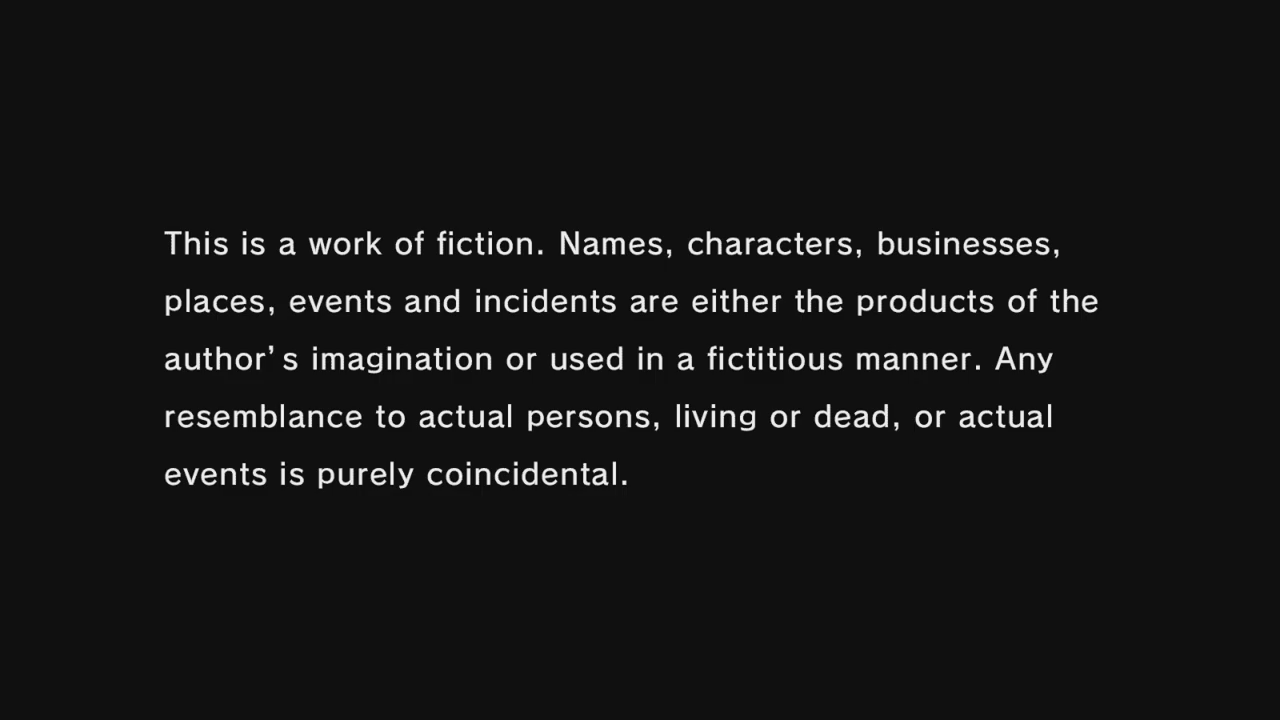 This is a work of fiction. Names, characters, businesses,
places, events and incidents are either the products of the
author’s imagination or used in a fictitious manner. Any
resemblance to actual persons, living or dead, or actual
events is purely coincidental.